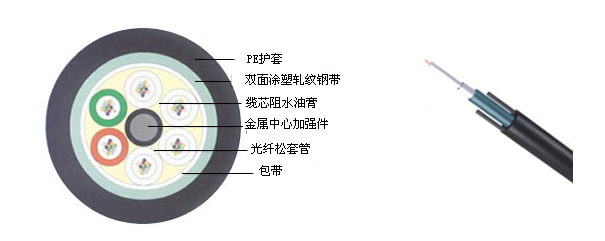 PE护套
双面涂塑轧纹钢带
缆芯阻水油膏
金属中心加强件
光纤松套管
包带